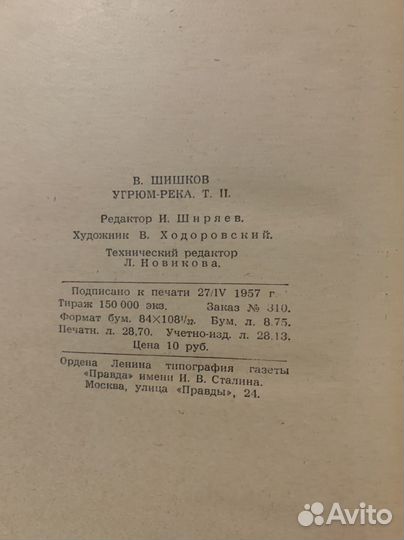 В. ШИШКОВ
УГРЮМ-РЕКА. Т. II.
Редактор И. Ширяев.
Художник В. Ходоровский.
Технический редактор
Л. Новикова.
Подписано к печати 27/IV 1957 г.
Тираж 150 000 экз. Заказ № 310.
Формат бум. 84×108¹/₃₂. Бум. л. 8,75.
Печатн. л. 28,70. Учетно-изд. л. 28,13.
Цена 10 руб.
Ордена Ленина типография газеты
«Правда» имени И. В. Сталина.
Москва, улица «Правды», 24.
Avito